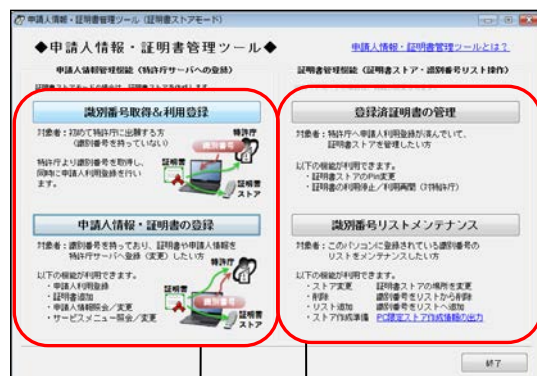 申請人情報・証明書管理ツール（証明書ストアモード）
◆申請人情報・証明書管理ツール◆
申請人情報・証明書管理ツールとは？
申請人情報管理機能（特許庁サーバへの登録）
証明書管理機能（証明書ストア・識別番号リスト操作）
識別番号取得＆利用登録
対象者：初めて特許庁に出願する方
（識別番号を持っていない）
特許庁より識別番号を取得し、
同時に申請人利用登録を行い
ます。
特許庁
識別番号
証明書
証明書
ストア
申請人情報・証明書の登録
対象者：識別番号を持っており、証明書や申請人情報を
特許庁サーバへ登録（変更）したい方
以下の機能が利用できます。
・申請人利用登録
・証明書追加
・申請人情報照会／変更
・サービスメニュー照会／変更
特許庁
証明書
識別番号
証明書
ストア
登録済証明書の管理
対象者：特許庁へ申請人利用登録が済んでいて、
証明書ストアを管理したい方
以下の機能が利用できます。
・証明書ストアのPin変更
・証明書の利用停止／利用再開（対特許庁）
識別番号リストメンテナンス
対象者：このパソコンに登録されている識別番号の
リストをメンテナンスしたい方
以下の機能が利用できます。
・ストア変更　証明書ストアの場所を変更
・削除　識別番号をリストから削除
・リスト追加　識別番号をリストへ追加
・ストア作成準備　PC限定ストア作成情報の出力
終了